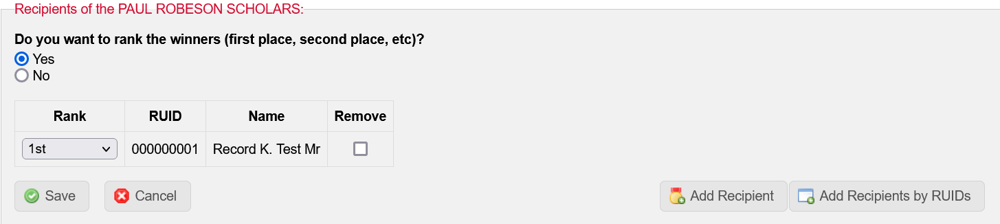 Recipients of the PAUL ROBESON SCHOLARS:
Do you want to rank the winners (first place, second place, etc)?
Yes
No
Rank RUID Name Remove
1st 000000001 Record K. Test Mr
Save Cancel Add Recipient Add Recipients by RUIDs